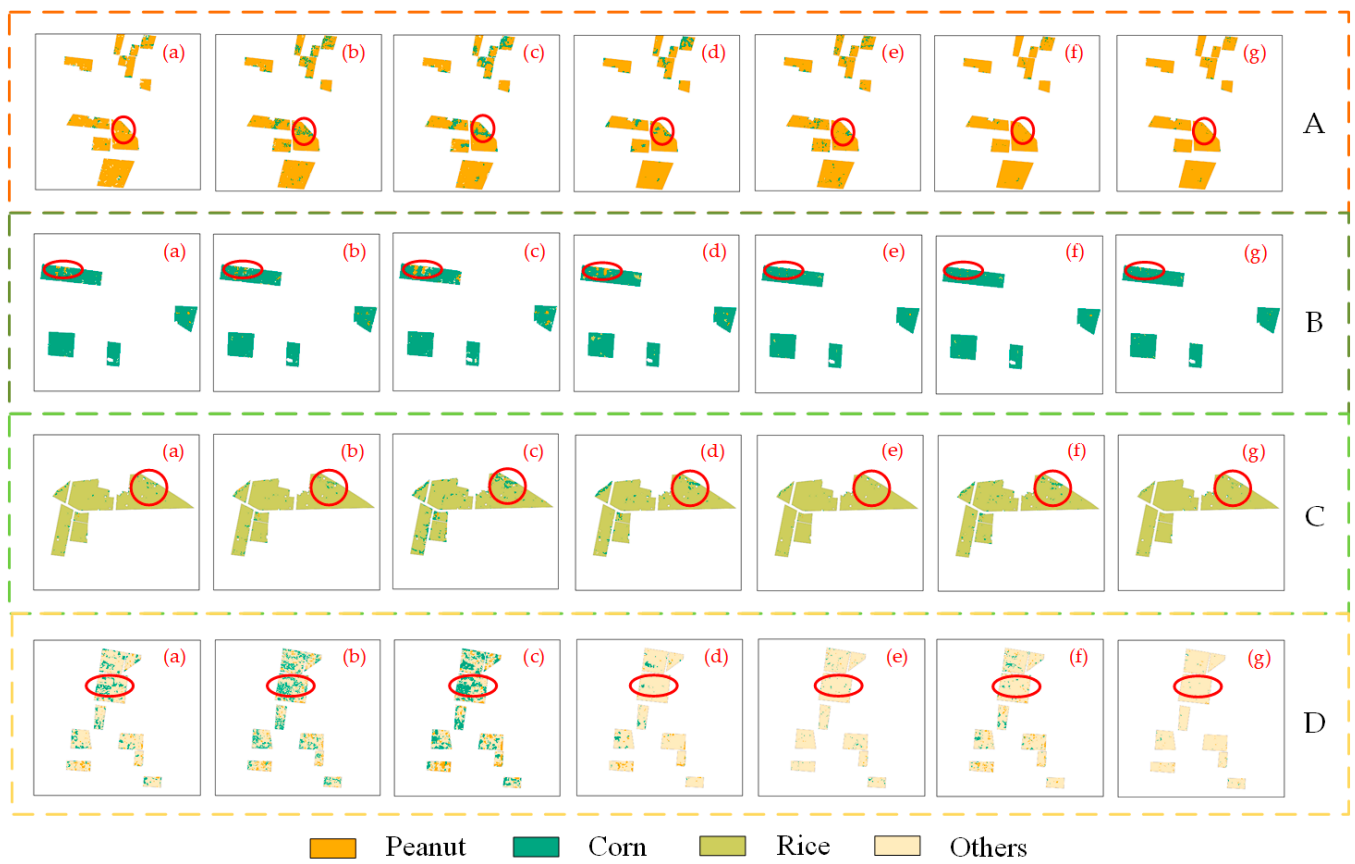 (a) (b) (c) (d) (e) (f) (g)
A
(a) (b) (c) (d) (e) (f) (g)
B
(a) (b) (c) (d) (e) (f) (g)
C
(a) (b) (c) (d) (e) (f) (g)
D
Peanut Corn Rice Others